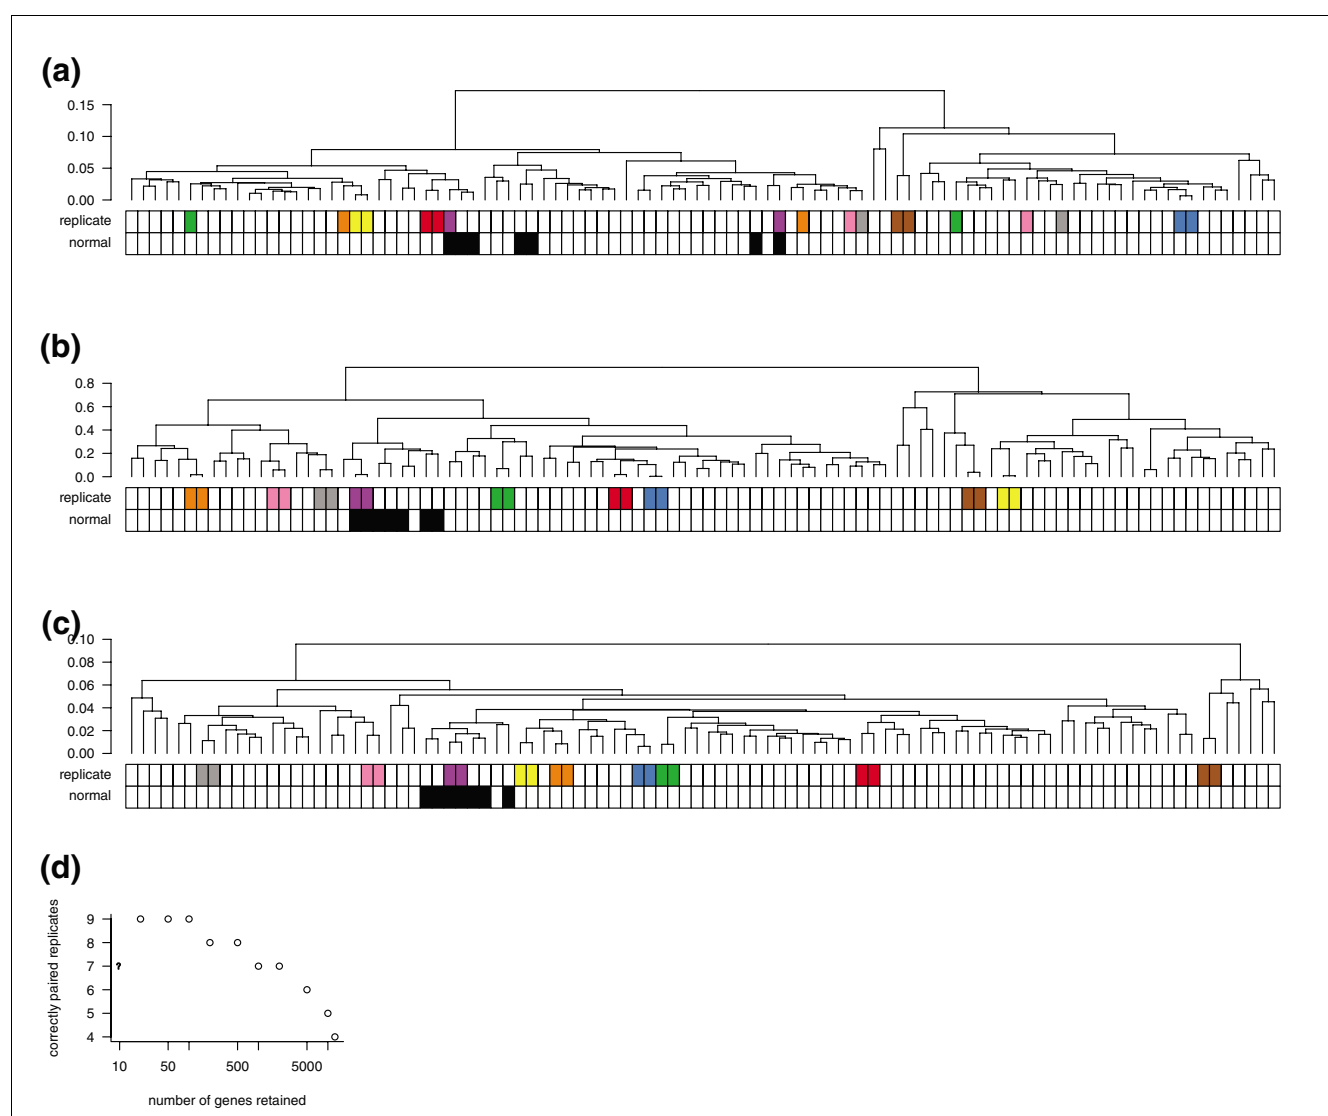 (a)
0.15
0.10
0.05
0.00
replicate
normal
(b)
0.8
0.6
0.4
0.2
0.0
replicate
normal
(c)
0.10
0.08
0.06
0.04
0.02
0.00
replicate
normal
(d)
correctly paired replicates
9
8
7
6
5
4
?
10 50 500 5000
number of genes retained